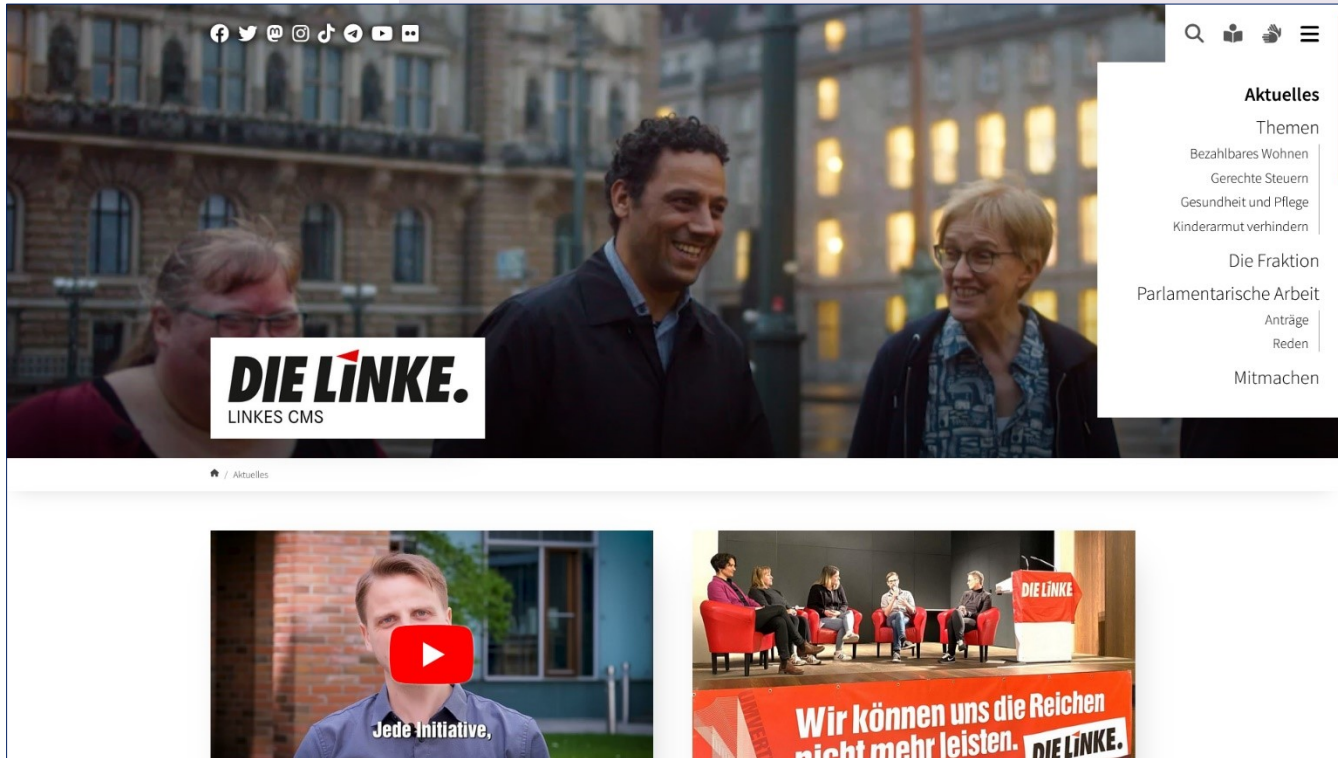 Aktuelles
Themen
Bezahlbares Wohnen
Gerechte Steuern
Gesundheit und Pflege
Kinderarmut verhindern
Die Fraktion
Parlamentarische Arbeit
Anträge
Reden
Mitmachen
DIE LINKE.
LINKES CMS
/ Aktuelles
Jede Initiative,
DIE LINKE
UMVERT
Wir können uns die Reichen
nicht mehr leisten. DIE LINKE.